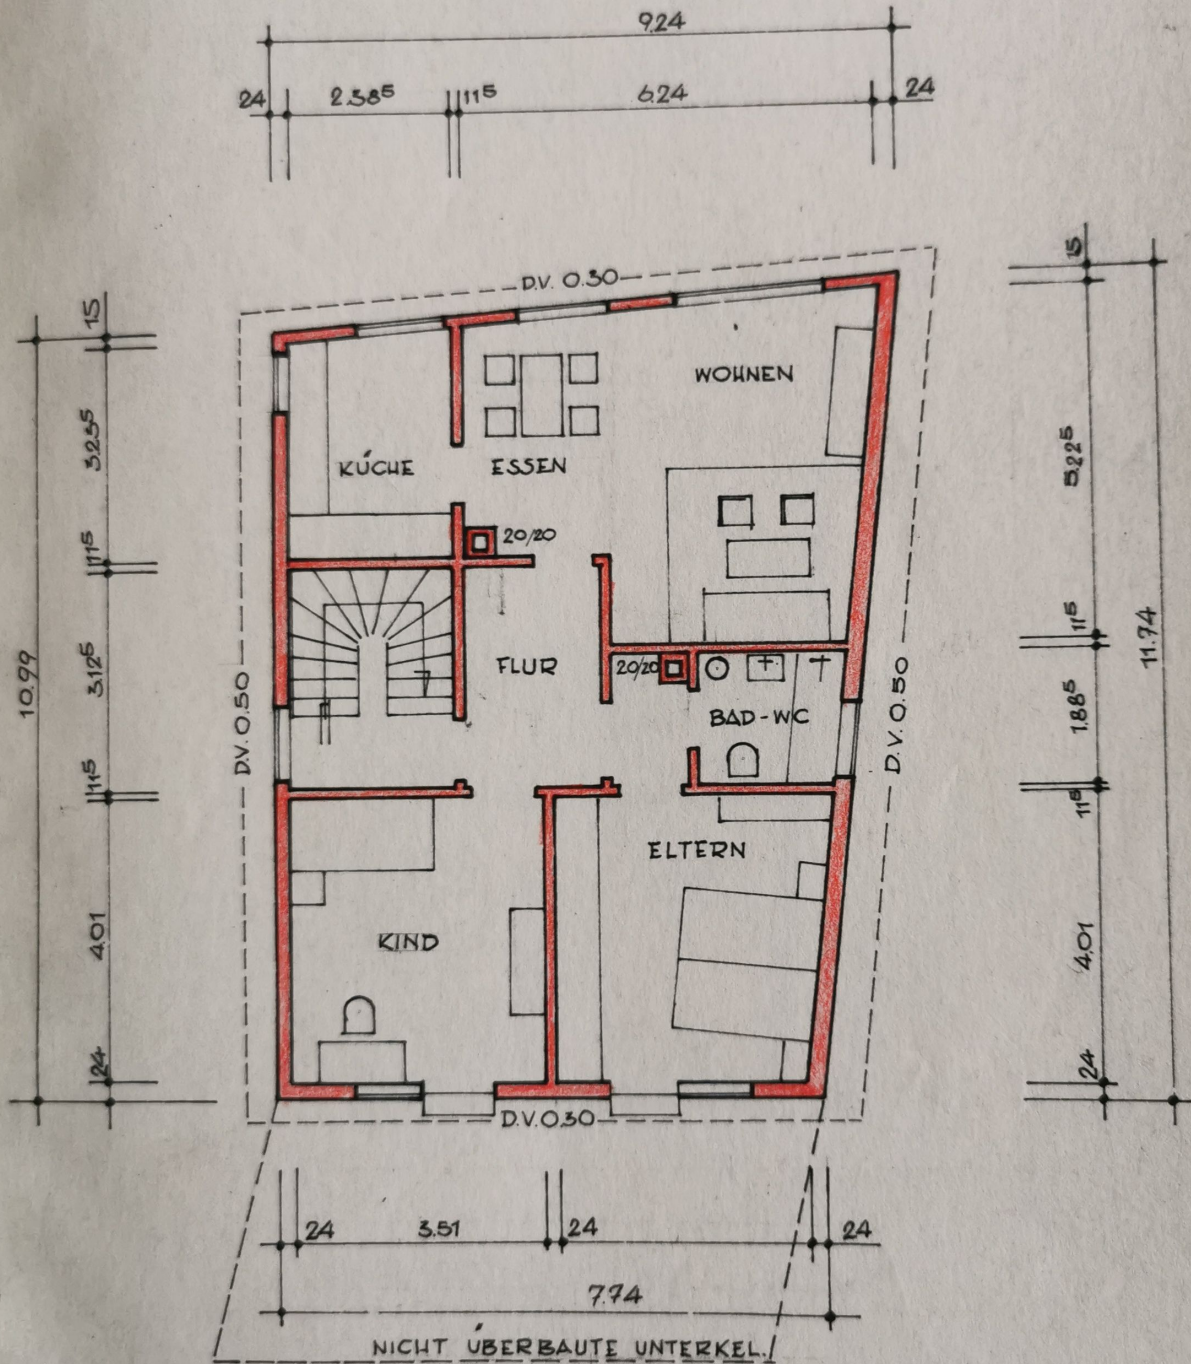 9.24
24 2.38⁵ 11⁵ 6.24 24
D.V. 0.30
15 3.23⁵ 11⁵ 3.12⁵ 11⁵ 4.01 24
10.99
15 5.22⁵ 11⁵ 1.88⁵ 11⁵ 4.01 24
11.74
WOHNEN
KÜCHE ESSEN
20/20
FLUR
20/20
BAD-WC
D.V. 0.50
D.V. 0.50
ELTERN
KIND
D.V. 0.30
24 3.51 24 24
7.74
NICHT ÜBERBAUTE UNTERKEL.